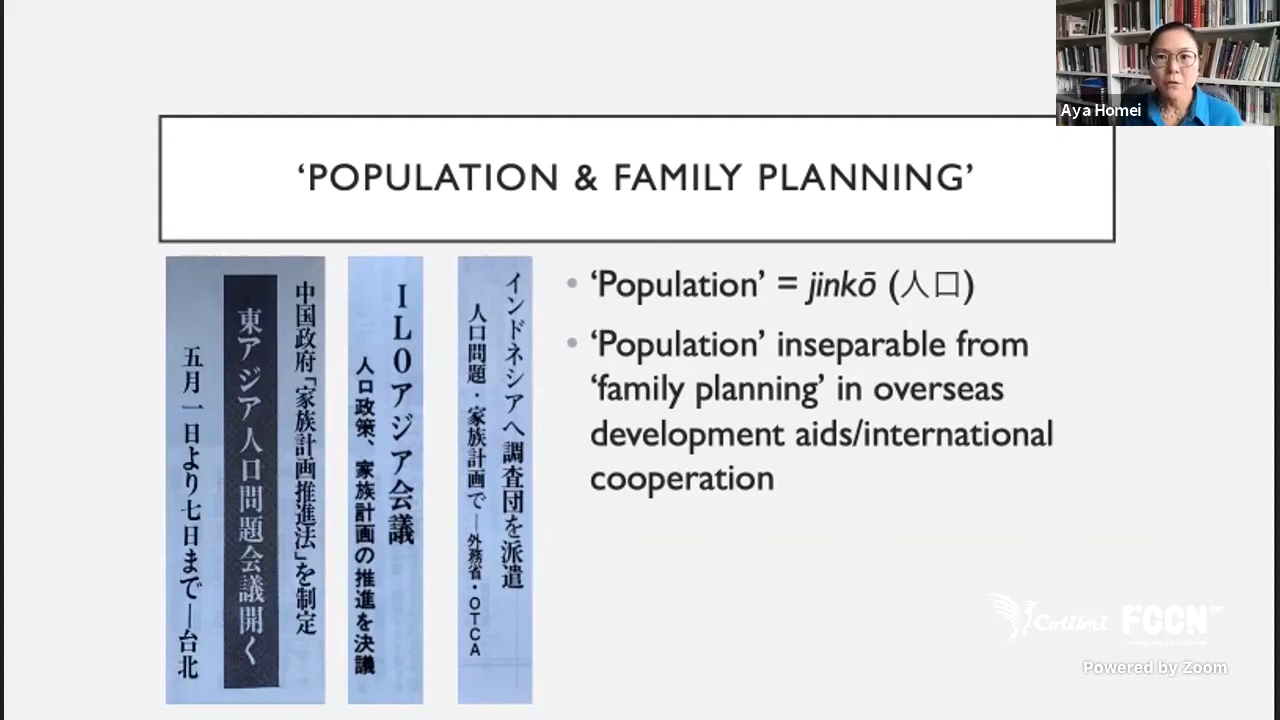 Aya Homei
‘POPULATION & FAMILY PLANNING’
中国政府「家族計画推進法」を制定
東アジア人口問題会議開く
五月一日より七日まで―台北
ILOアジア会議
人口政策、家族計画の推進を決議
インドネシアへ調査団を派遣
人口問題・家族計画で―外務省・OTCA
• ‘Population’ = jinkō (人口)
• ‘Population’ inseparable from
‘family planning’ in overseas
development aids/international
cooperation
Colibri FCCN
Powered by Zoom